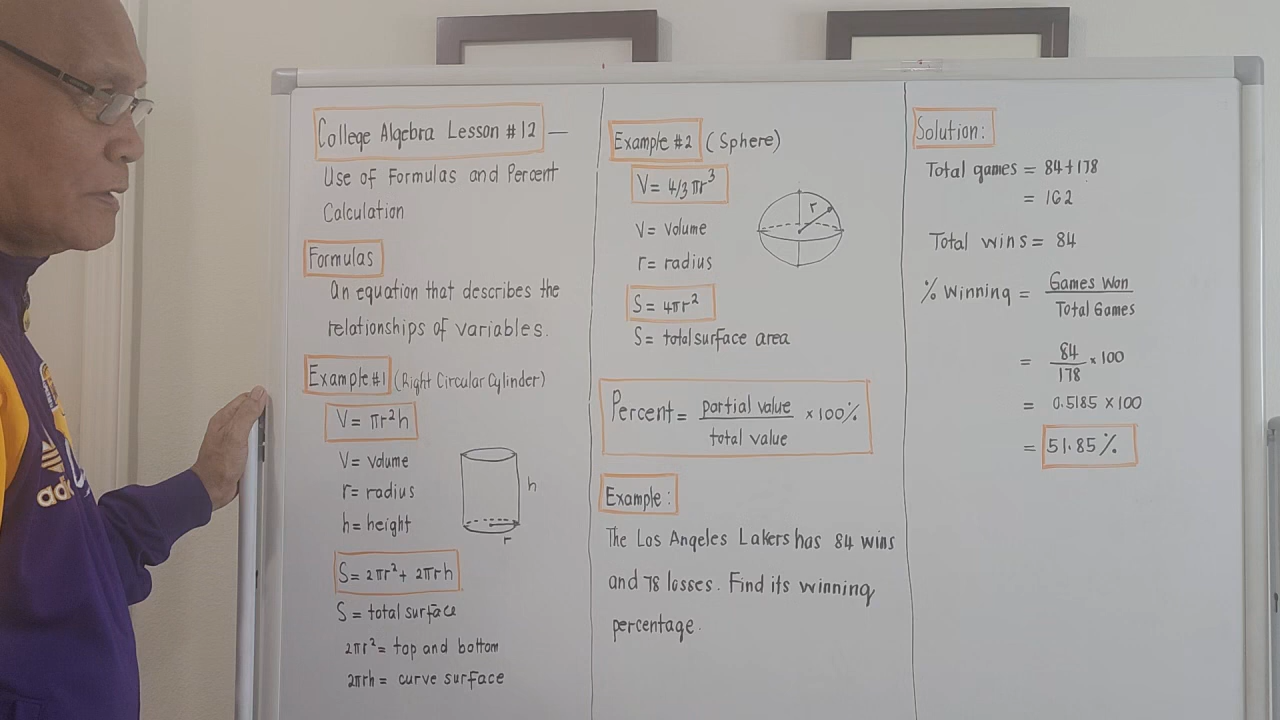 College Algebra Lesson #12 —
Use of Formulas and Percent
Calculation
Formulas
An equation that describes the
relationships of variables.
Example #1 (Right Circular Cylinder)
V = πr²h
V = volume
r = radius
h = height
h
r
S = 2πr² + 2πrh
S = total surface
2πr² = top and bottom
2πrh = curve surface
Example #2 (Sphere)
V = 4/3 πr³
V = volume
r = radius
r
S = 4πr²
S = total surface area
Percent = partial value / total value × 100%
Example:
The Los Angeles Lakers has 84 wins
and 78 losses. Find its winning
percentage.
Solution:
Total games = 84+178
= 162
Total wins = 84
% Winning = Games Won / Total Games
= 84 / 178 × 100
= 0.5185 × 100
= 51.85 %
adi